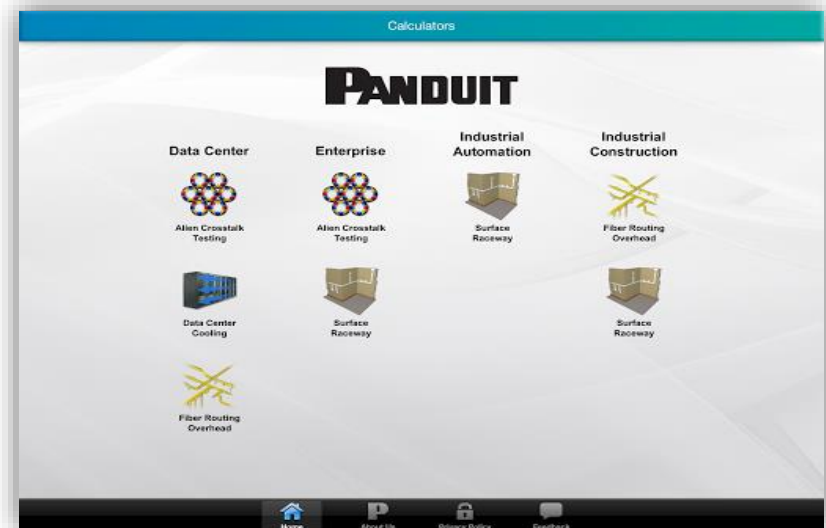 Calculators
PANDUIT
Data Center
Enterprise
Industrial
Automation
Industrial
Construction
Alien Crosstalk
Testing
Alien Crosstalk
Testing
Surface
Raceway
Fiber Routing
Overhead
Data Center
Cooling
Surface
Raceway
Surface
Raceway
Fiber Routing
Overhead
Home
About Us
Privacy Policy
Feedback